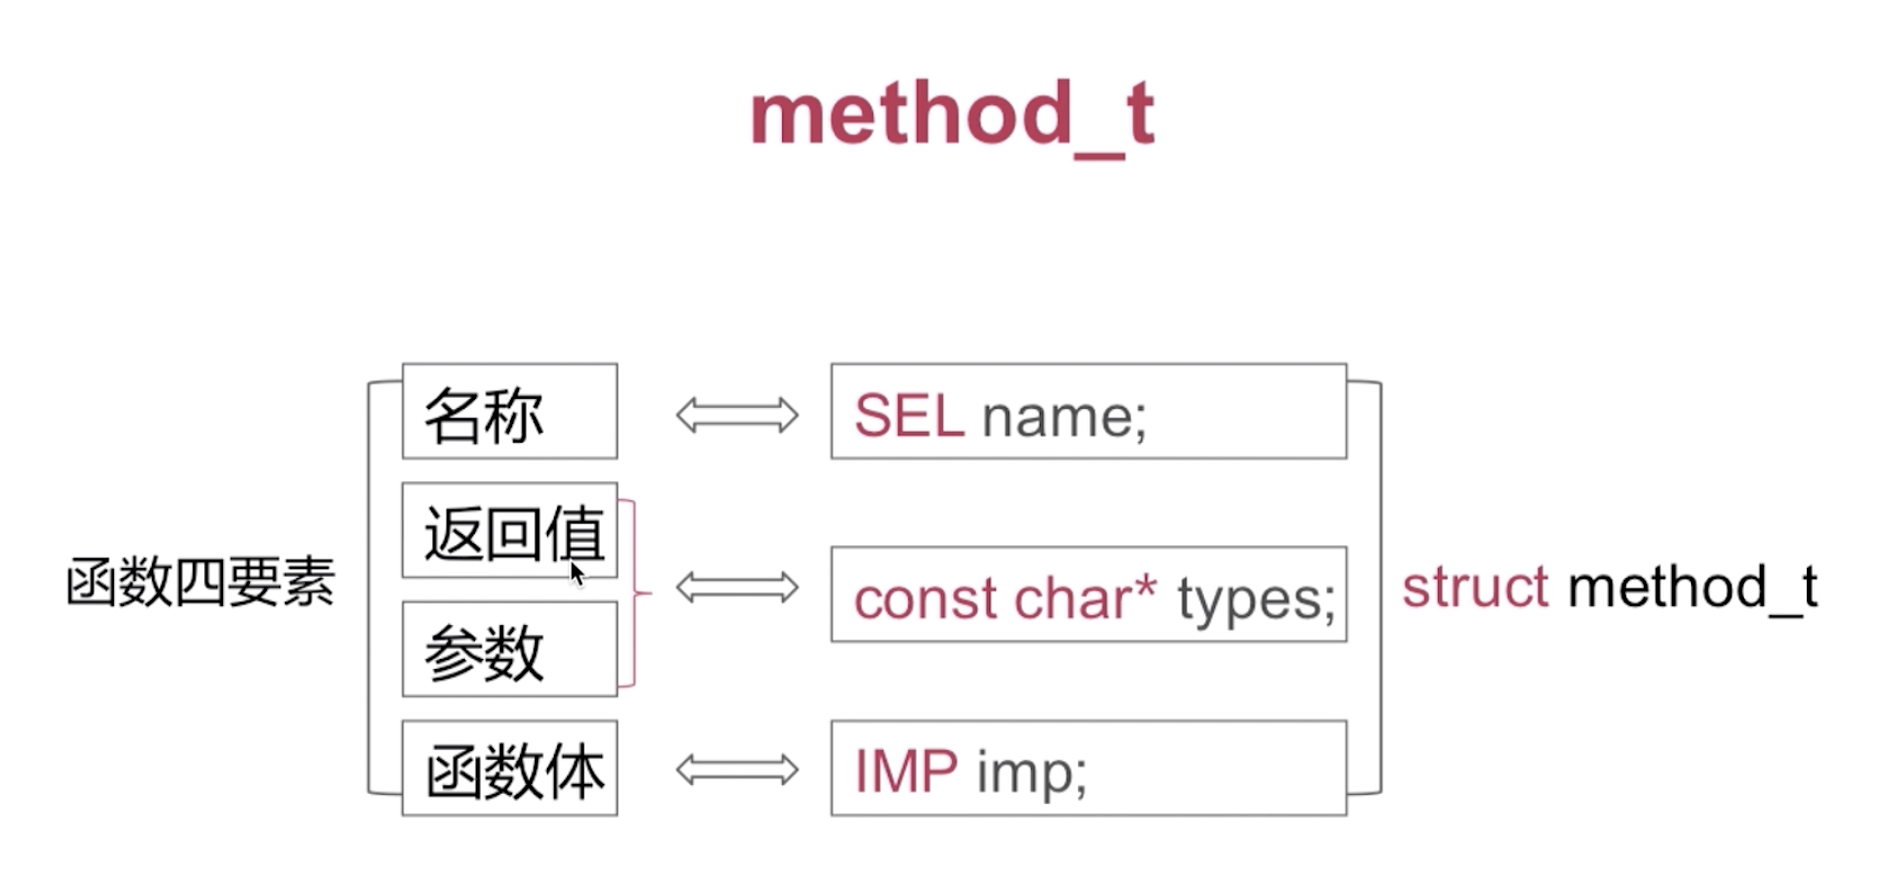 method_t
函数四要素
名称
返回值
参数
函数体
SEL name;
const char* types;
IMP imp;
struct method_t